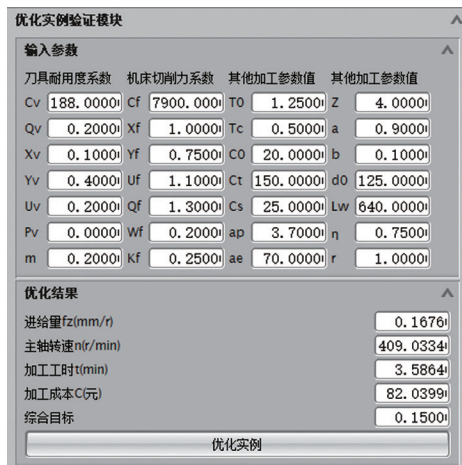 优化实例验证模块
输入参数
刀具耐用度系数 机床切削力系数 其他加工参数值 其他加工参数值
Cv 188.0000 Cf 7900.000 T0 1.2500 Z 4.0000
Qv 0.2000 Xf 1.0000 Tc 0.5000 a 0.9000
Xv 0.1000 Yf 0.7500 C0 20.0000 b 0.1000
Yv 0.4000 Uf 1.1000 Ct 150.0000 d0 125.0000
Uv 0.2000 Qf 1.3000 Cs 25.0000 Lw 640.0000
Pv 0.0000 Wf 0.2000 ap 3.7000 η 0.7500
m 0.2000 Kf 0.2500 ae 70.0000 r 1.0000
优化结果
进给量fz(mm/r) 0.1676
主轴转速n(r/min) 409.0334
加工工时t(min) 3.5864
加工成本C(元) 82.0399
综合目标 0.1500
优化实例